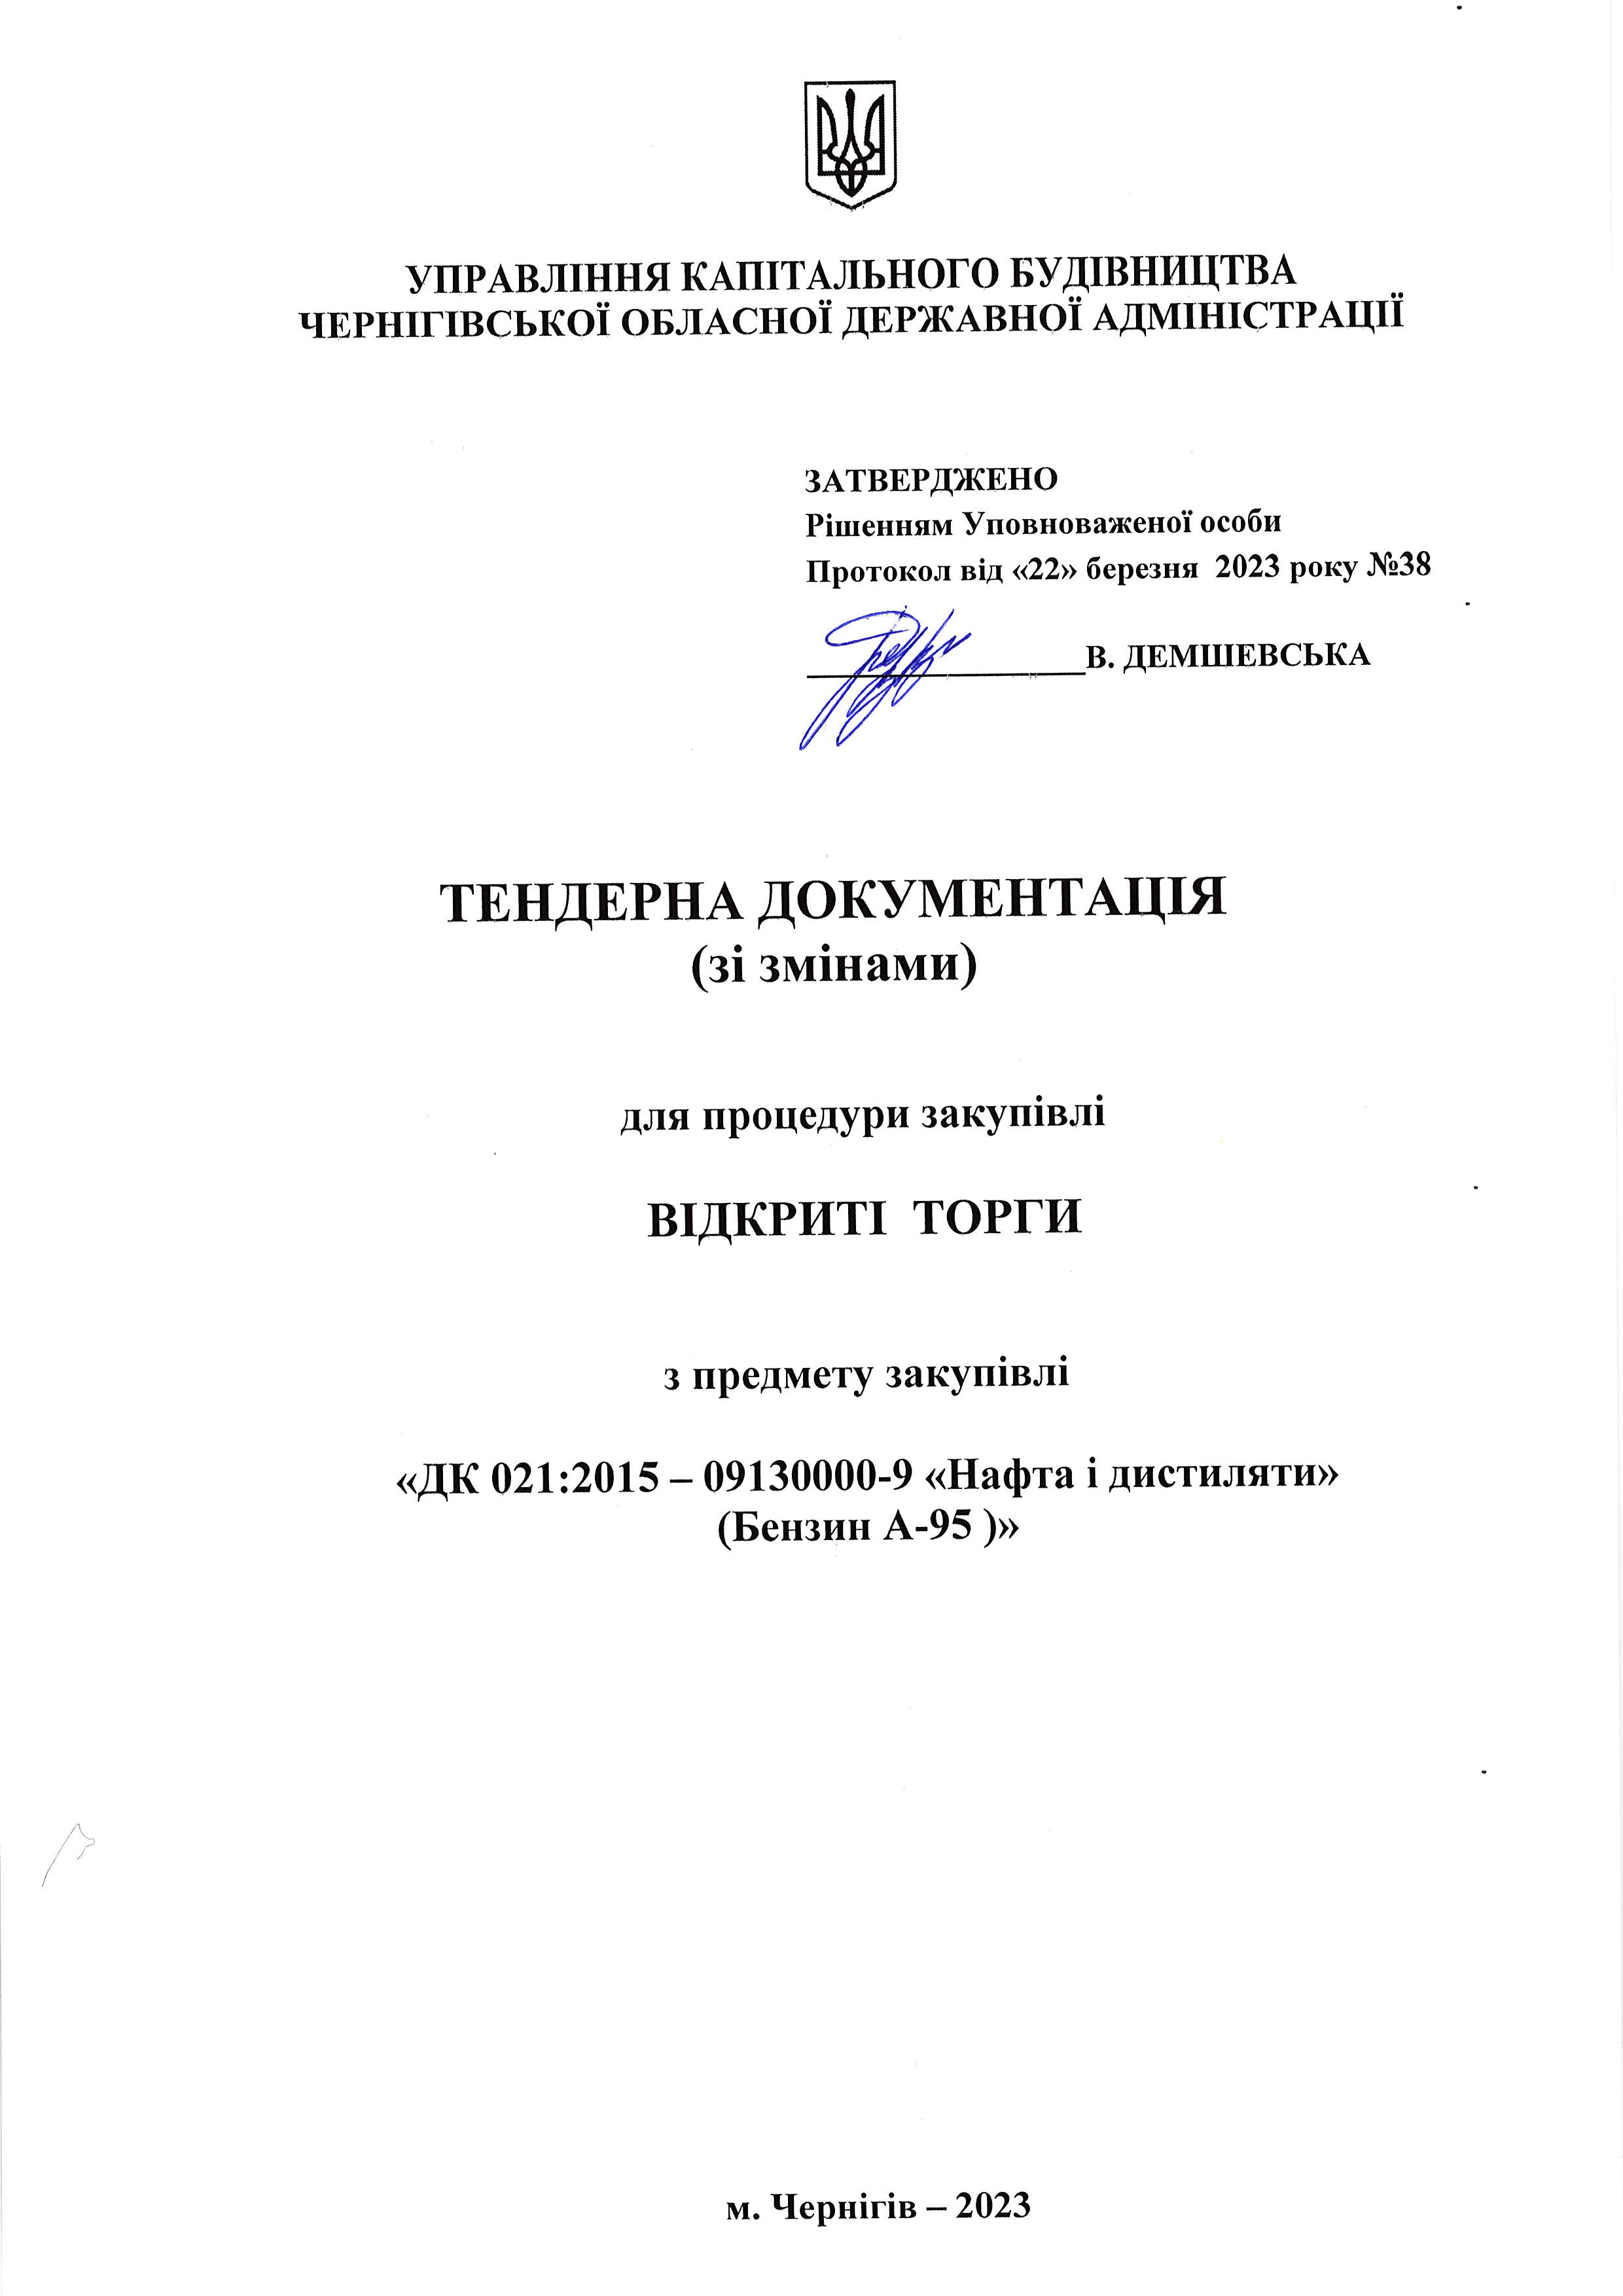 УПРАВЛІННЯ КАПІТАЛЬНОГО БУДІВНИЦТВА
ЧЕРНІГІВСЬКОЇ ОБЛАСНОЇ ДЕРЖАВНОЇ АДМІНІСТРАЦІЇ
ЗАТВЕРДЖЕНО
Рішенням Уповноваженої особи
Протокол від «22» березня 2023 року №38
В. ДЕМШЕВСЬКА
ТЕНДЕРНА ДОКУМЕНТАЦІЯ
(зі змінами)
для процедури закупівлі
ВІДКРИТІ ТОРГИ
з предмету закупівлі
«ДК 021:2015 – 09130000-9 «Нафта і дистиляти»
(Бензин А-95 )»
м. Чернігів – 2023